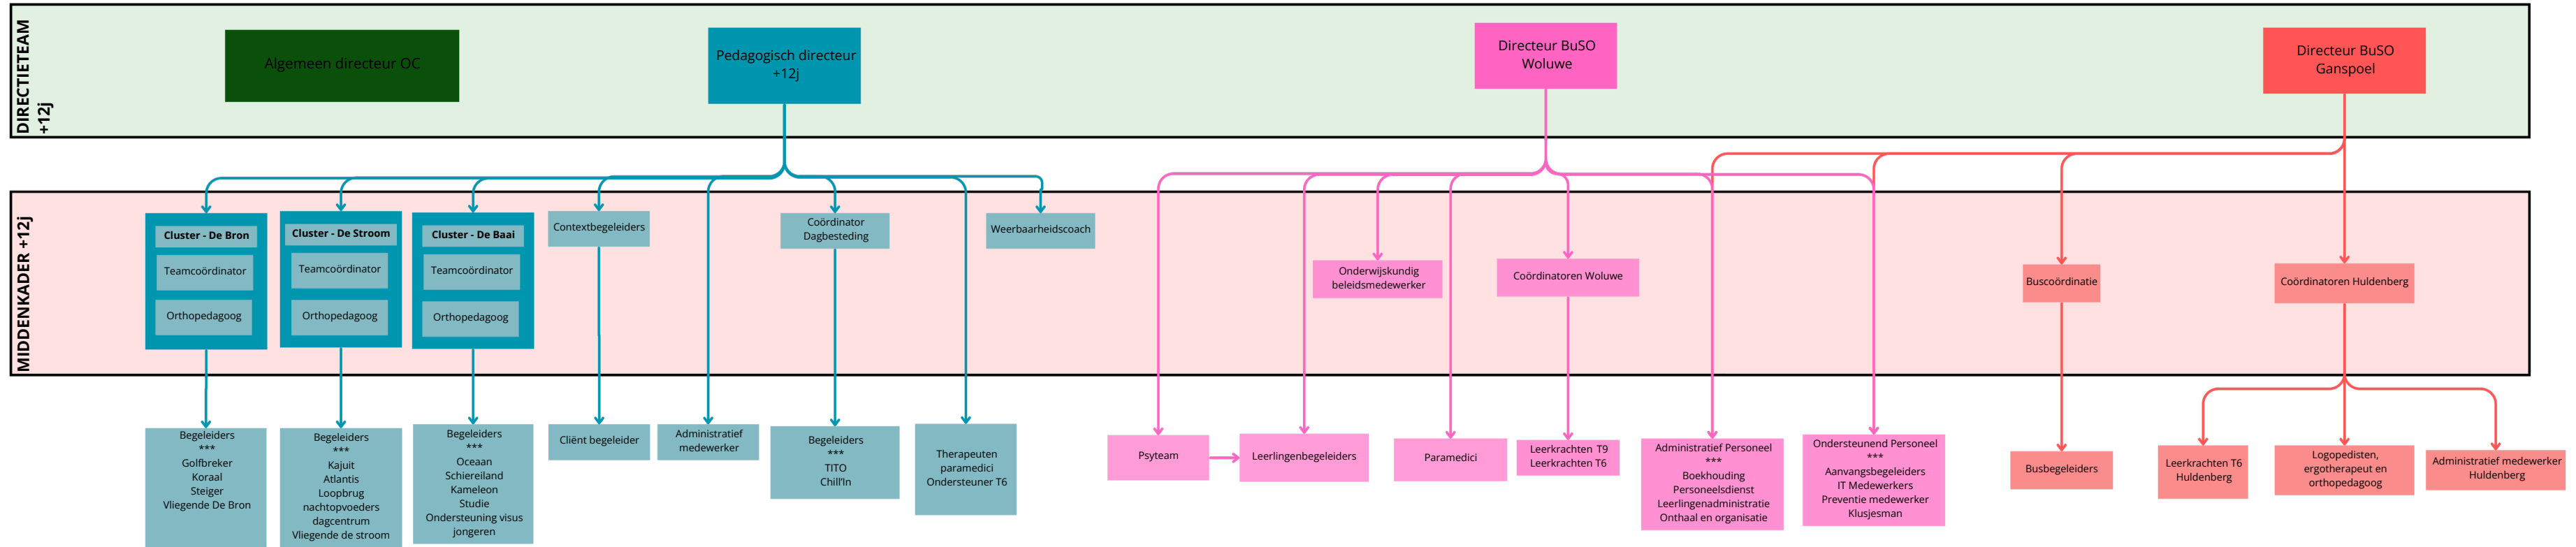 DIRECTIETEAM
+12j
Algemeen directeur OC
Pedagogisch directeur
+12j
Directeur BuSO
Woluwe
Directeur BuSO
Ganspoel
MIDDENKADER +12j
Cluster - De Bron
Teamcoördinator
Orthopedagoog
Cluster - De Stroom
Teamcoördinator
Orthopedagoog
Cluster - De Baai
Teamcoördinator
Orthopedagoog
Contextbegeleiders
Coördinator
Dagbesteding
Weerbaarheidscoach
Onderwijskundig
beleidsmedewerker
Coördinatoren Woluwe
Buscoördinatie
Coördinatoren Huldenberg
Begeleiders
***
Golfbreker
Koraal
Steiger
Vliegende De Bron
Begeleiders
***
Kajuit
Atlantis
Loopbrug
nachtopvoeders
dagcentrum
Vliegende de stroom
Begeleiders
***
Oceaan
Schiereiland
Kameleon
Studie
Ondersteuning visus
jongeren
Cliënt begeleider
Administratief
medewerker
Begeleiders
***
TITO
Chill'In
Therapeuten
paramedici
Ondersteuner T6
Psyteam
Leerlingenbegeleiders
Paramedici
Leerkrachten T9
Leerkrachten T6
Administratief Personeel
***
Boekhouding
Personeelsdienst
Leerlingenadministratie
Onthaal en organisatie
Ondersteunend Personeel
***
Aanvangsbegeleiders
IT Medewerkers
Preventie medewerker
Klusjesman
Busbegeleiders
Leerkrachten T6
Huldenberg
Logopedisten,
ergotherapeut en
orthopedagoog
Administratief medewerker
Huldenberg